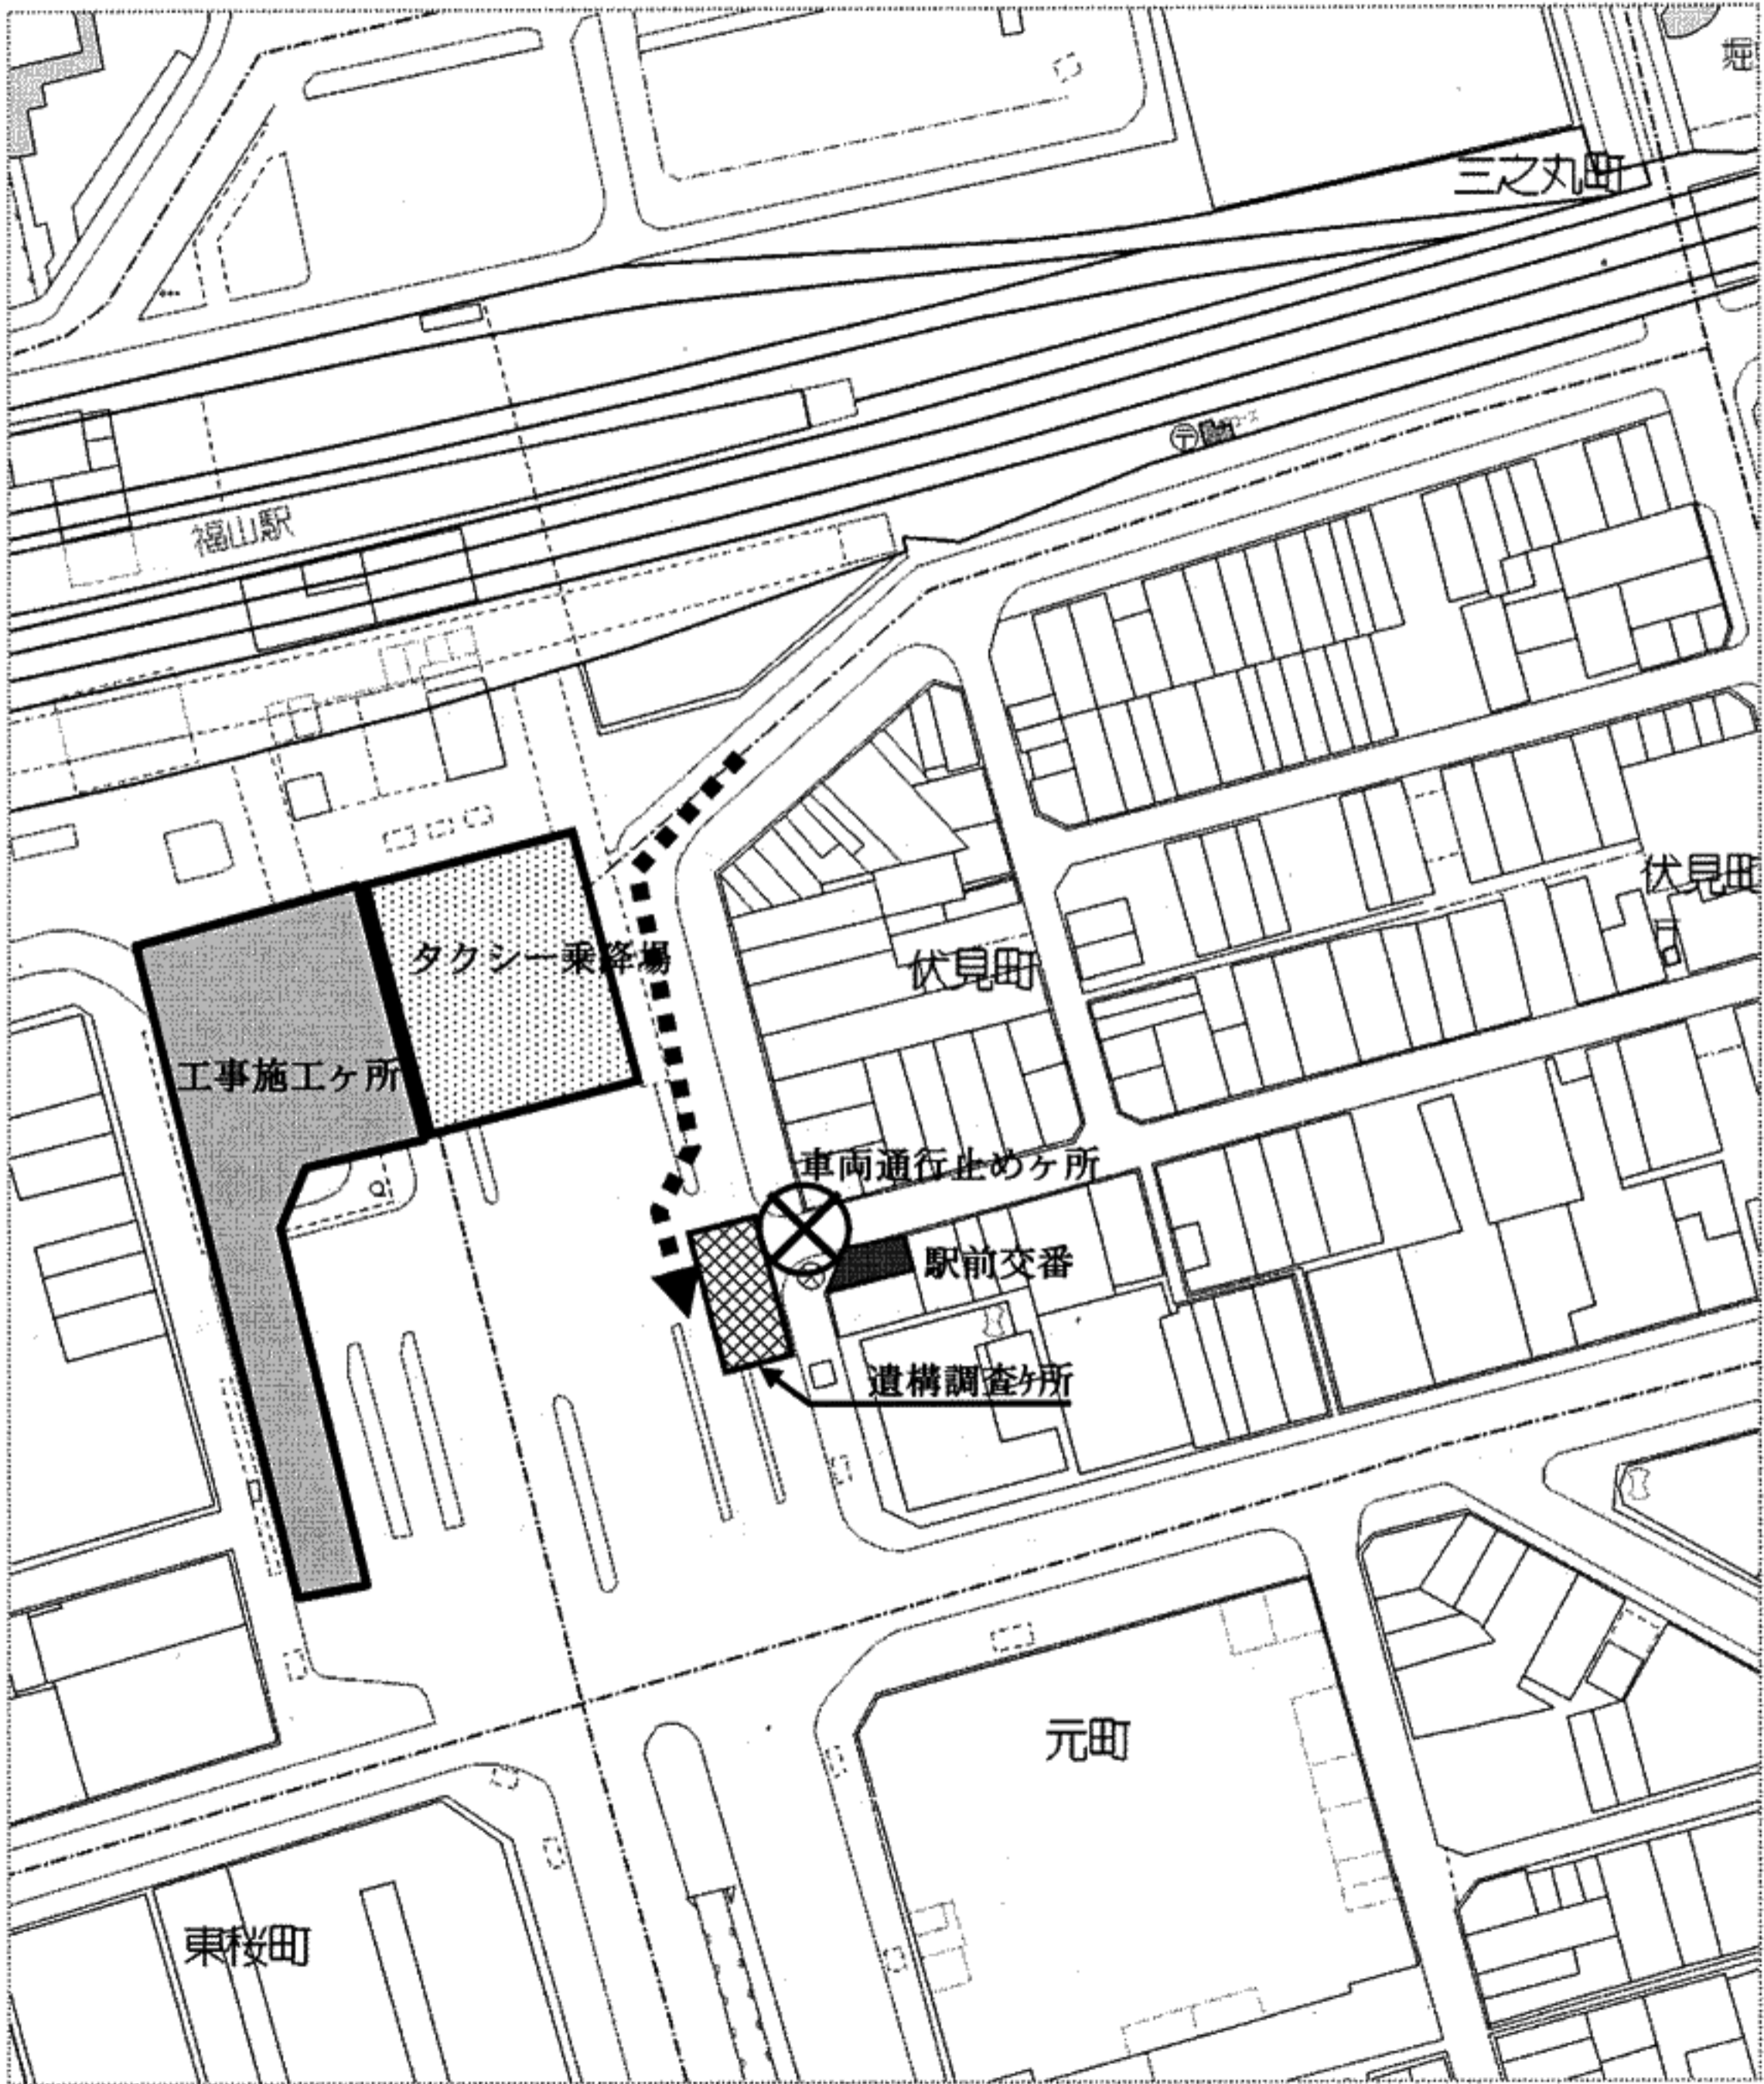 堀
三之丸町
福山駅
伏見町
タクシー乗降場
伏見町
工事施工ヶ所
車両通行止めヶ所
駅前交番
遺構調査ヶ所
元町
東桜町